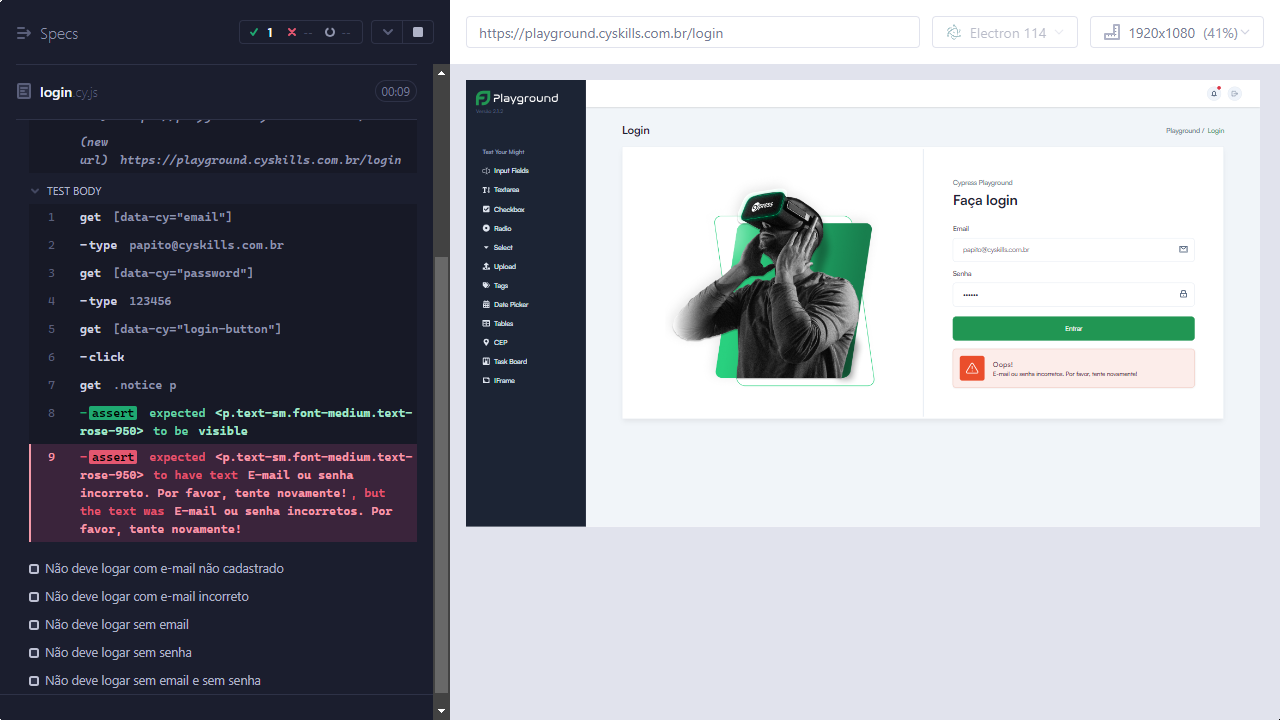 Specs
1
--
--
https://playground.cyskills.com.br/login
Electron 114
1920x1080 (41%)
login.cy.js
00:09
(new
url) https://playground.cyskills.com.br/login
TEST BODY
1 get [data-cy="email"]
2 -type papito@cyskills.com.br
3 get [data-cy="password"]
4 -type 123456
5 get [data-cy="login-button"]
6 -click
7 get .notice p
8 -assert expected <p.text-sm.font-medium.text-
rose-950> to be visible
9 -assert expected <p.text-sm.font-medium.text-
rose-950> to have text E-mail ou senha
incorreto. Por favor, tente novamente!, but
the text was E-mail ou senha incorretos. Por
favor, tente novamente!
Não deve logar com e-mail não cadastrado
Não deve logar com e-mail incorreto
Não deve logar sem email
Não deve logar sem senha
Não deve logar sem email e sem senha
Playground
Test Your Might
Input Fields
Textarea
Checkbox
Radio
Select
Upload
Tags
Date Picker
Tables
CEP
Task Board
IFrame
Login
Playground / Login
cypress
Cypress Playground
Faça login
Email
papito@cyskills.com.br
Senha
••••••
Entrar
Oops!
E-mail ou senha incorretos. Por favor, tente novamente!